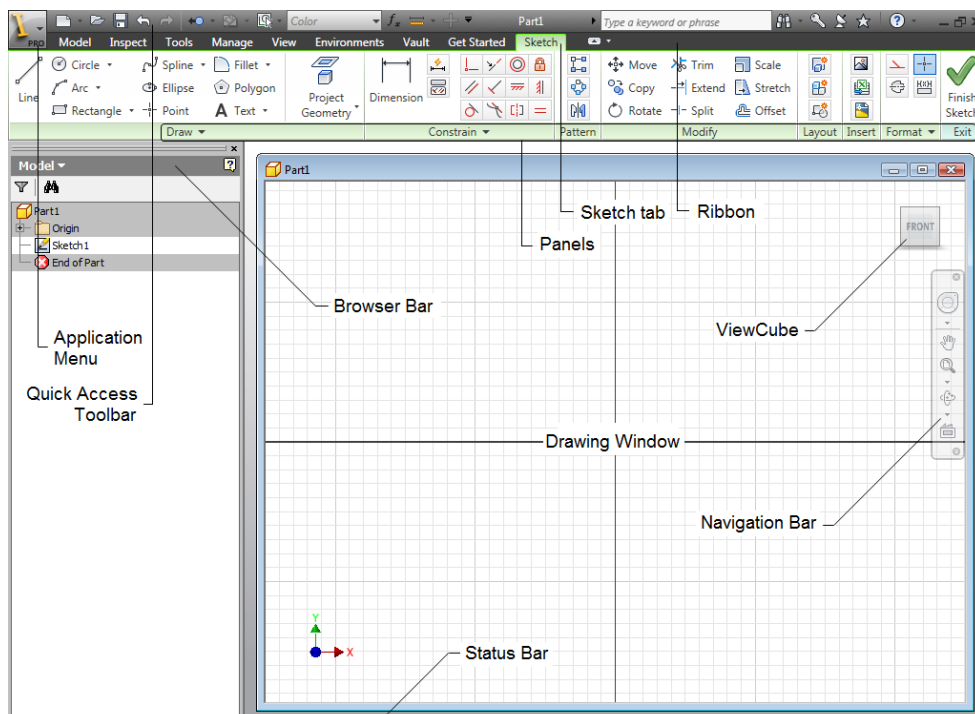 PRO
Color
fx
Part1
Type a keyword or phrase
?
Model Inspect Tools Manage View Environments Vault Get Started Sketch
Line
Circle
Arc
Rectangle
Spline
Ellipse
Point
Fillet
Polygon
A Text
Project
Geometry
Dimension
Move
Copy
Rotate
Trim
Extend
Split
Scale
Stretch
Offset
Finish
Sketch
Draw
Constrain
Pattern
Modify
Layout
Insert
Format
Exit
Model
?
Part1
Origin
Sketch1
End of Part
Part1
Sketch tab
Ribbon
Panels
FRONT
Browser Bar
ViewCube
Application
Menu
Quick Access
Toolbar
Drawing Window
Navigation Bar
Y
X
Status Bar